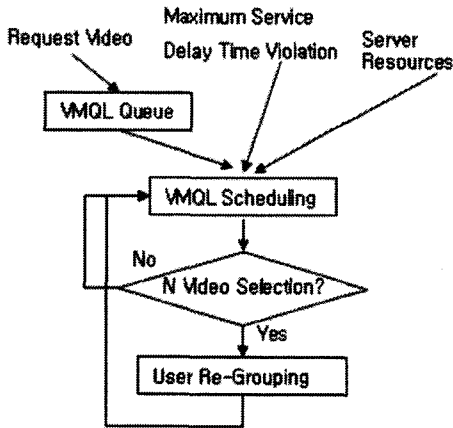 Request Video
Maximum Service
Delay Time Violation
Server
Resources
VMQL Queue
VMQL Scheduling
No
N Video Selection?
Yes
User Re-Grouping